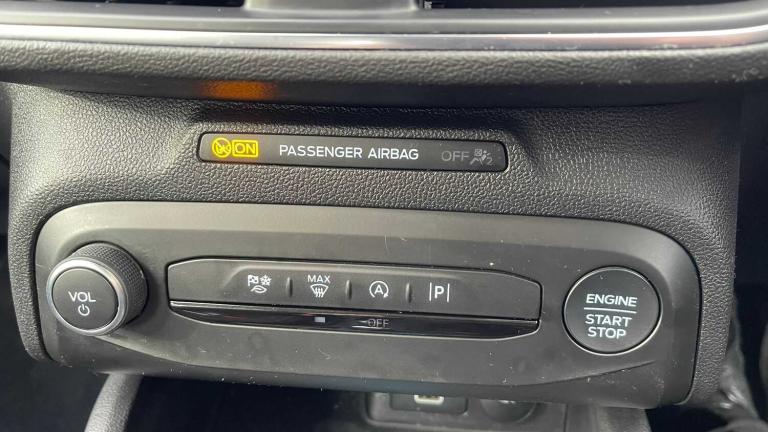 ON PASSENGER AIRBAG OFF
VOL
MAX
A
P
OFF
ENGINE
START
STOP